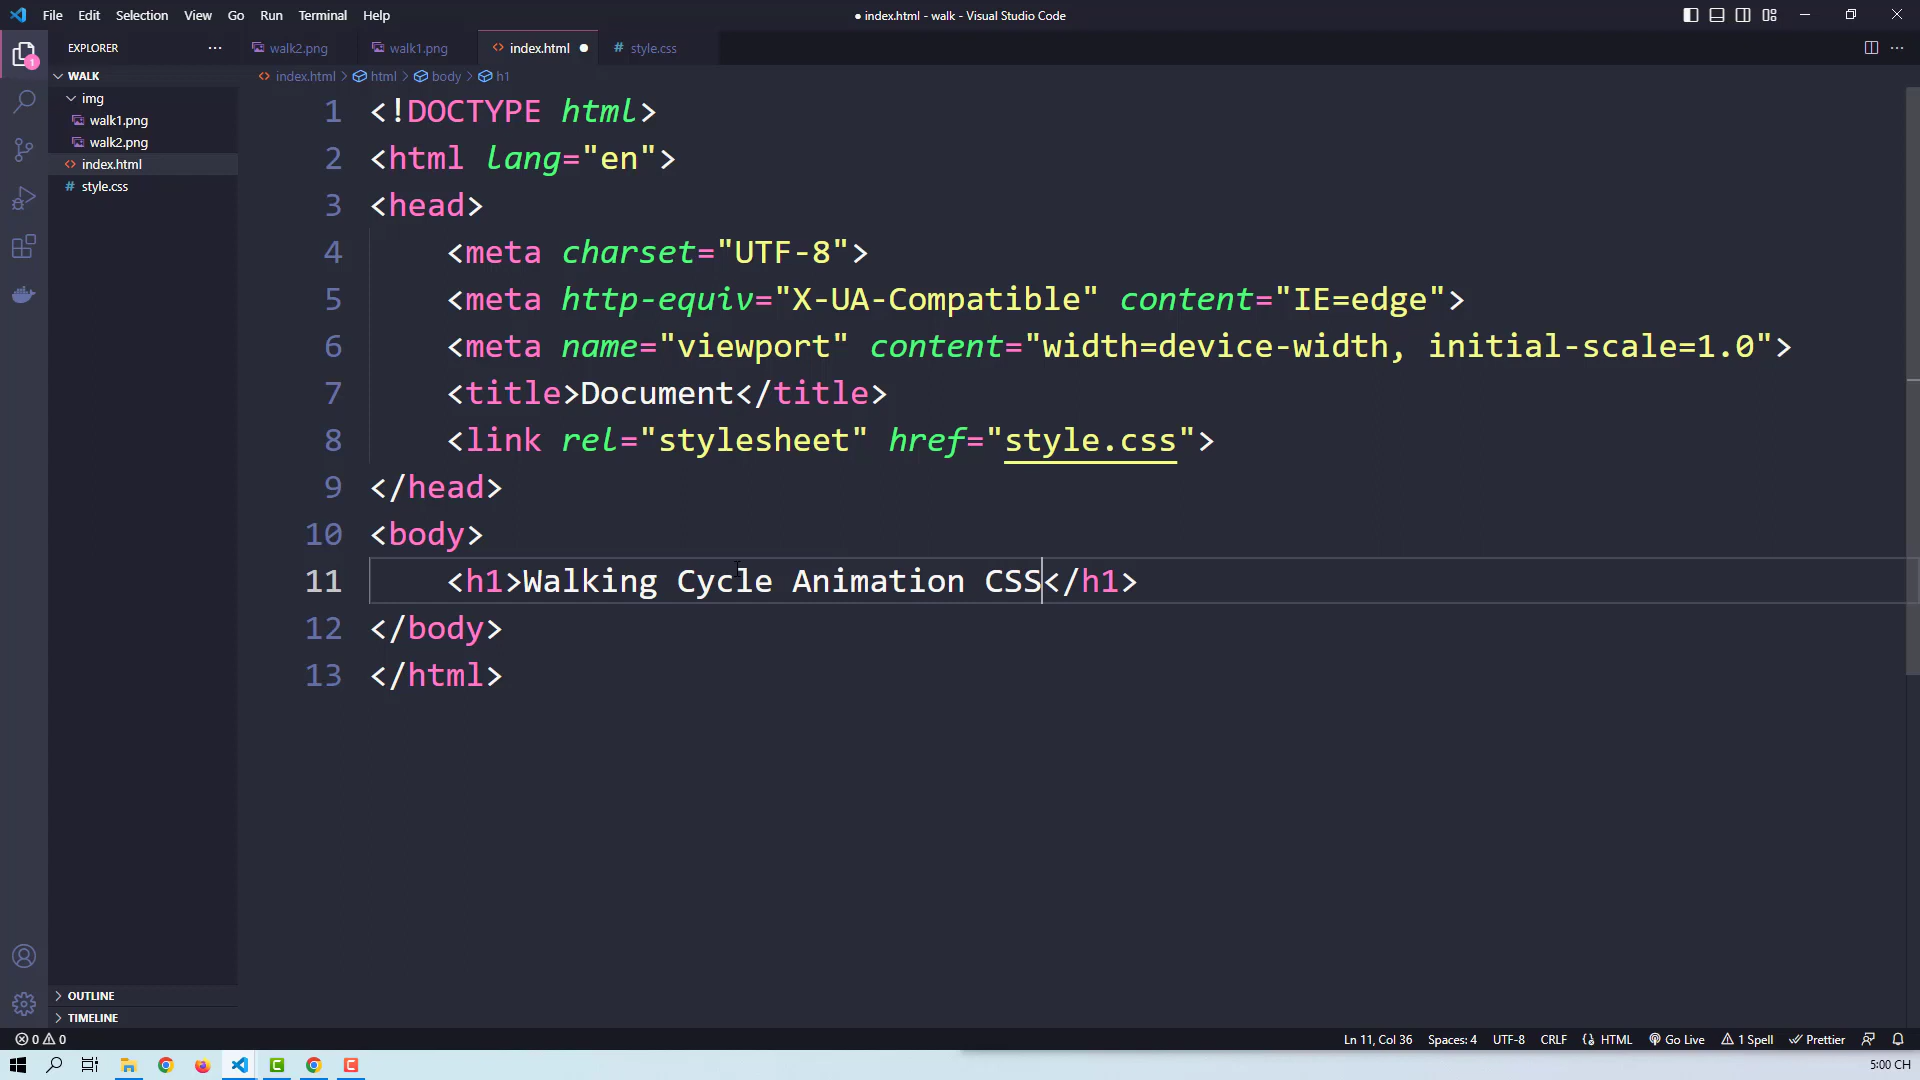 File Edit Selection View Go Run Terminal Help
● index.html - walk - Visual Studio Code
EXPLORER
walk2.png walk1.png index.html style.css
WALK
index.html > html > body > h1
img
walk1.png
walk2.png
index.html
style.css
1
1 <!DOCTYPE html>
2 <html lang="en">
3 <head>
4 <meta charset="UTF-8">
5 <meta http-equiv="X-UA-Compatible" content="IE=edge">
6 <meta name="viewport" content="width=device-width, initial-scale=1.0">
7 <title>Document</title>
8 <link rel="stylesheet" href="style.css">
9 </head>
10 <body>
11 <h1>Walking Cycle Animation CSS</h1>
12 </body>
13 </html>
OUTLINE
TIMELINE
0 0
Ln 11, Col 36 Spaces: 4 UTF-8 CRLF HTML Go Live 1 Spell Prettier
5:00 CH